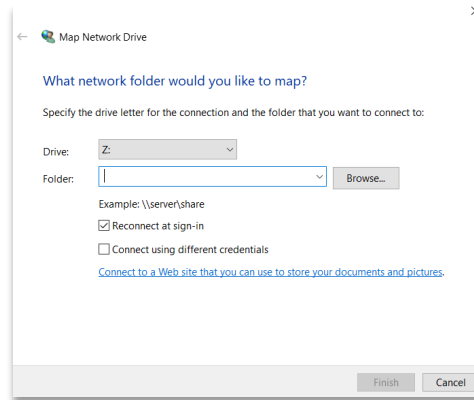 Map Network Drive
What network folder would you like to map?
Specify the drive letter for the connection and the folder that you want to connect to:
Drive: Z:
Folder: Browse...
Example: \\server\share
Reconnect at sign-in
Connect using different credentials
Connect to a Web site that you can use to store your documents and pictures.
Finish Cancel